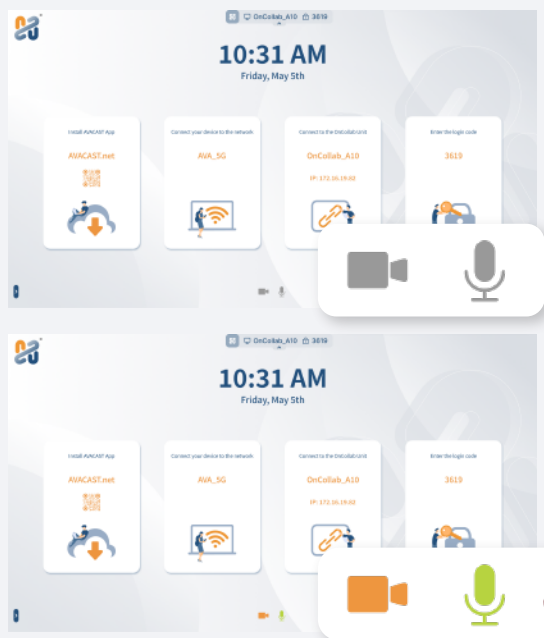 OnCollab_A10 3619
10:31 AM
Friday, May 5th
Install AVACAST App
AVACAST.net
Connect your device to the network
AVA_5G
Connect to the OnCollab Unit
OnCollab_A10
IP: 172.16.19.02
Enter the login code
3619
OnCollab_A10 3619
10:31 AM
Friday, May 5th
Install AVACAST App
AVACAST.net
Connect your device to the network
AVA_5G
Connect to the OnCollab Unit
OnCollab_A10
IP: 172.16.19.02
Enter the login code
3619